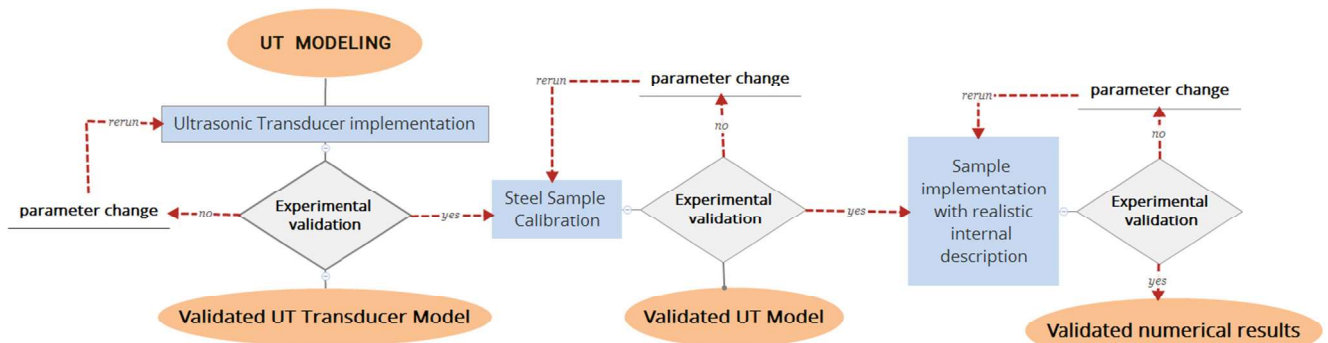 UT MODELING
Ultrasonic Transducer implementation
rerun
parameter change
no
Experimental
validation
yes
Validated UT Transducer Model
Steel Sample
Calibration
rerun
parameter change
no
Experimental
validation
yes
Validated UT Model
Sample
implementation
with realistic
internal
description
rerun
parameter change
no
Experimental
validation
yes
Validated numerical results